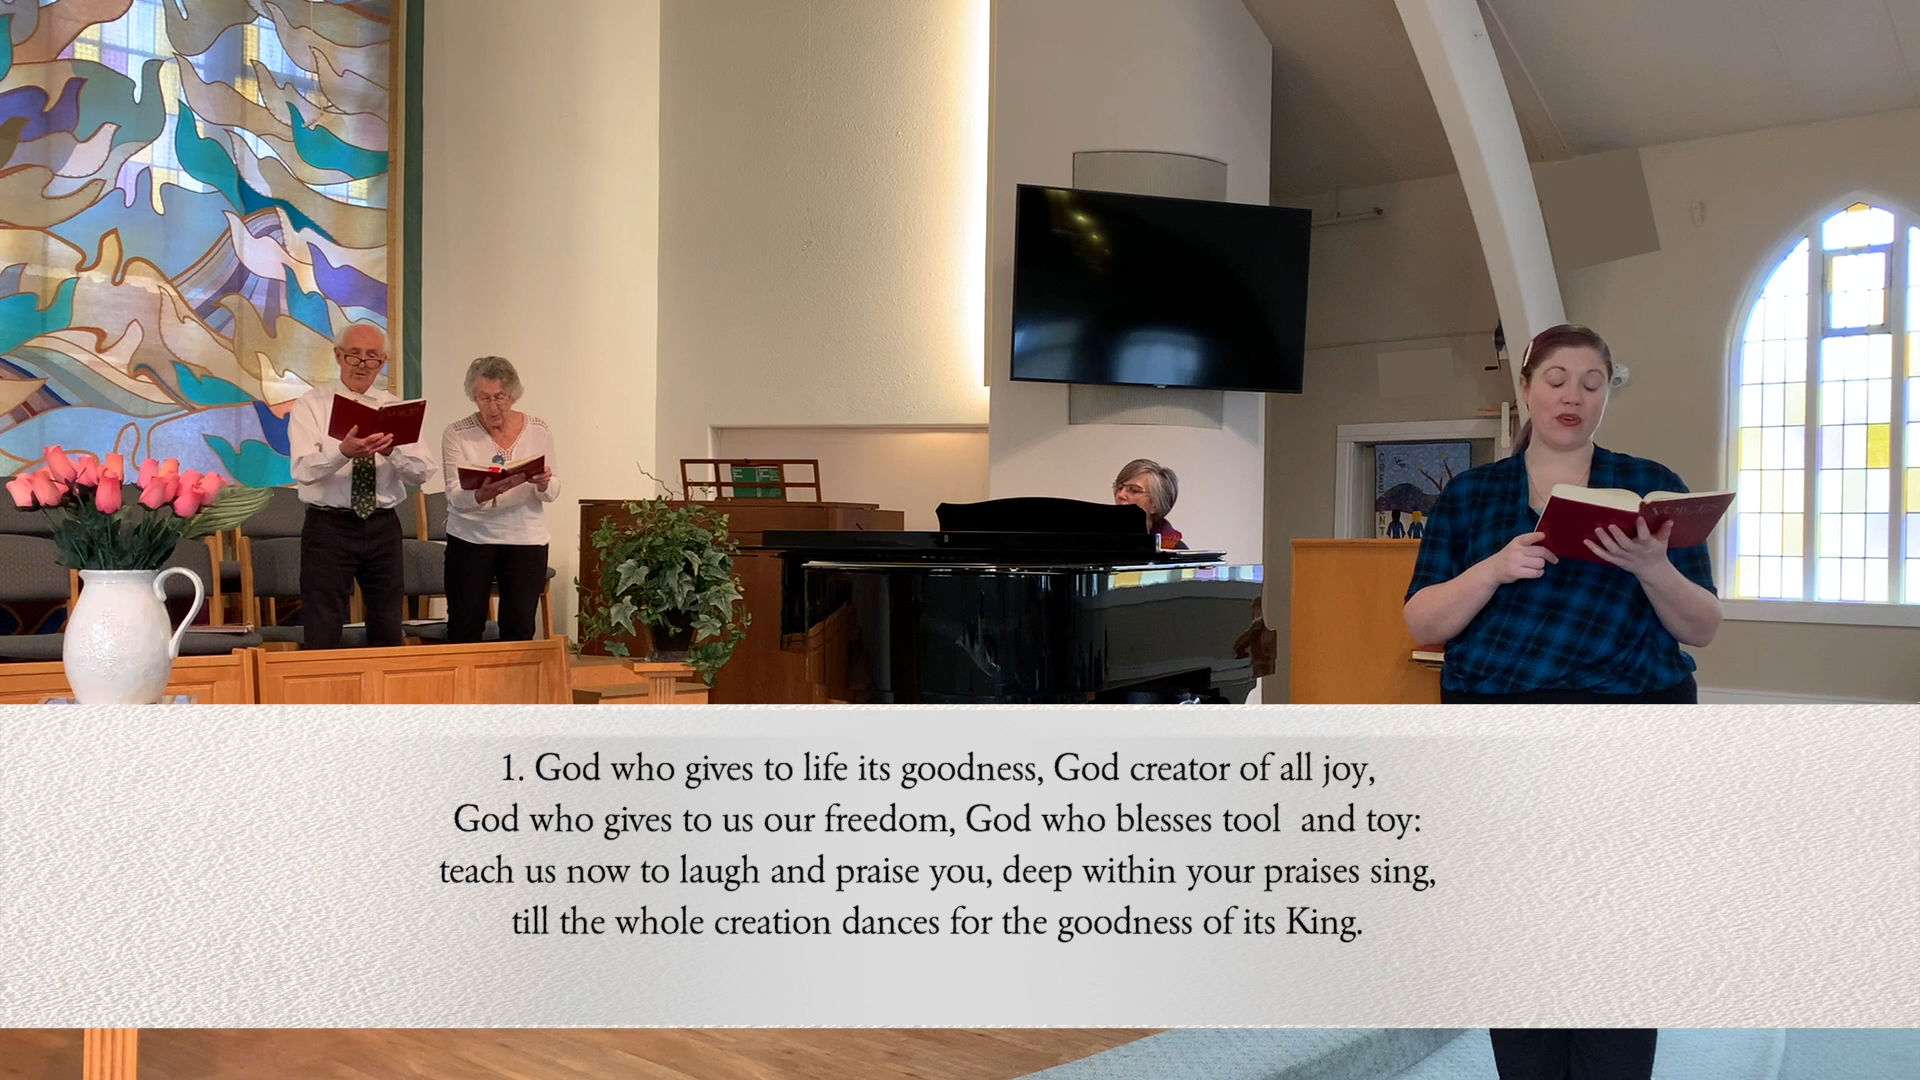 1. God who gives to life its goodness, God creator of all joy,
God who gives to us our freedom, God who blesses tool  and toy:
teach us now to laugh and praise you, deep within your praises sing,
till the whole creation dances for the goodness of its King.